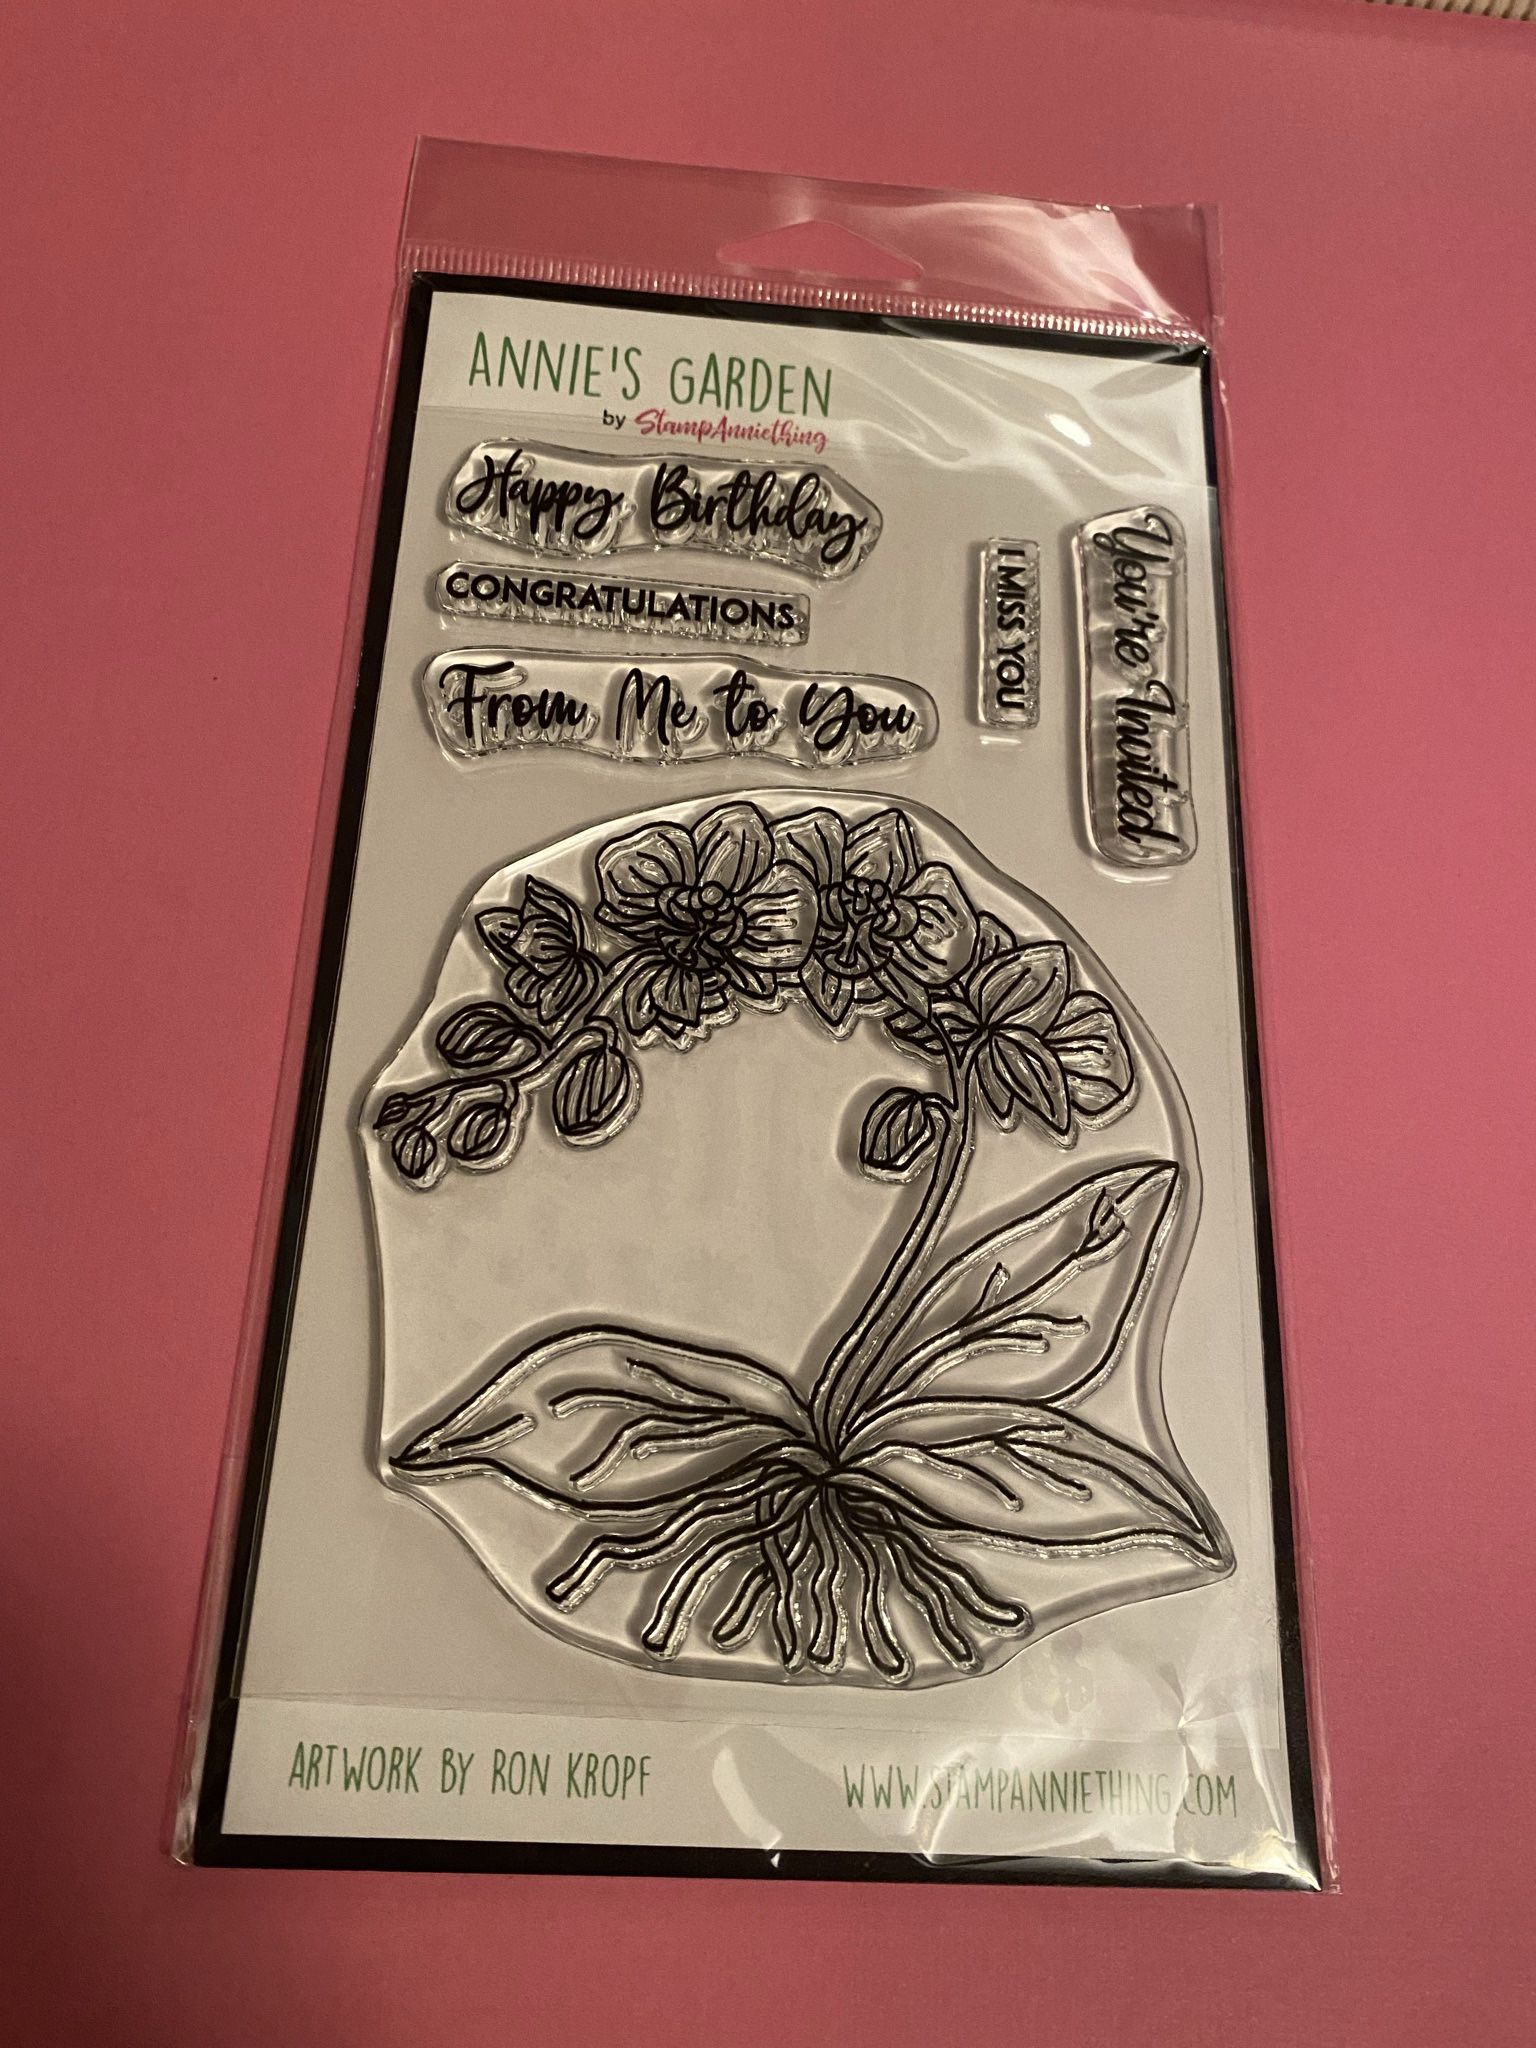 ANNIE'S GARDEN
by StampAnniething
Happy Birthday
CONGRATULATIONS
From Me to You
I MISS YOU
You're Invited
ARTWORK BY RON KROPF
WWW.STAMPANNIETHING.COM